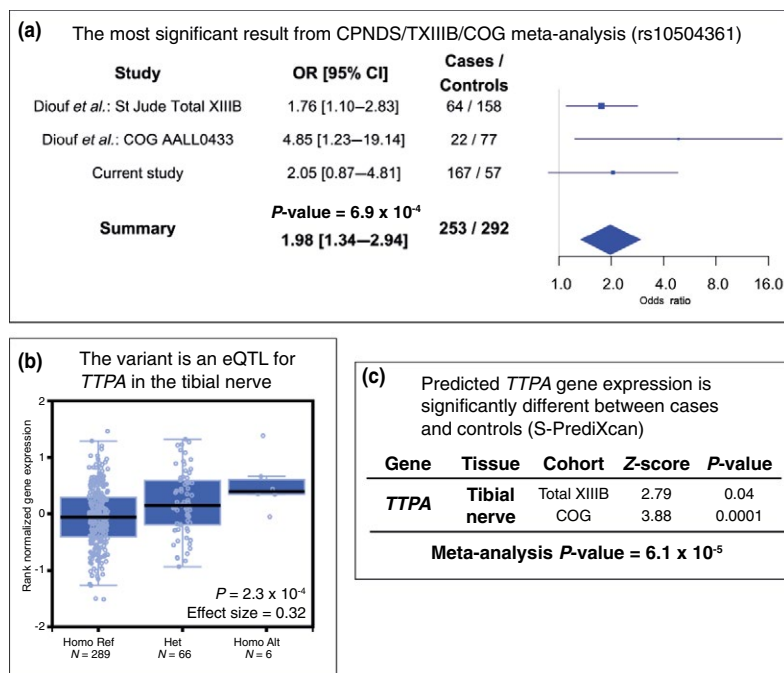 (a) The most significant result from CPNDS/TXIIIB/COG meta-analysis (rs10504361)
Study OR [95% CI] Cases / Controls
Diouf et al.: St Jude Total XIIIB 1.76 [1.10–2.83] 64 / 158
Diouf et al.: COG AALL0433 4.85 [1.23–19.14] 22 / 77
Current study 2.05 [0.87–4.81] 167 / 57
P-value = 6.9 x 10-4
Summary 1.98 [1.34–2.94] 253 / 292
1.0 2.0 4.0 8.0 16.0
Odds ratio
(b) The variant is an eQTL for
TTPA in the tibial nerve
Rank normalized gene expression
2
1
0
-1
-2
P = 2.3 x 10-4
Effect size = 0.32
Homo Ref Het Homo Alt
N = 289 N = 66 N = 6
(c) Predicted TTPA gene expression is
significantly different between cases
and controls (S-PrediXcan)
Gene Tissue Cohort Z-score P-value
TTPA Tibial nerve Total XIIIB 2.79 0.04
COG 3.88 0.0001
Meta-analysis P-value = 6.1 x 10-5